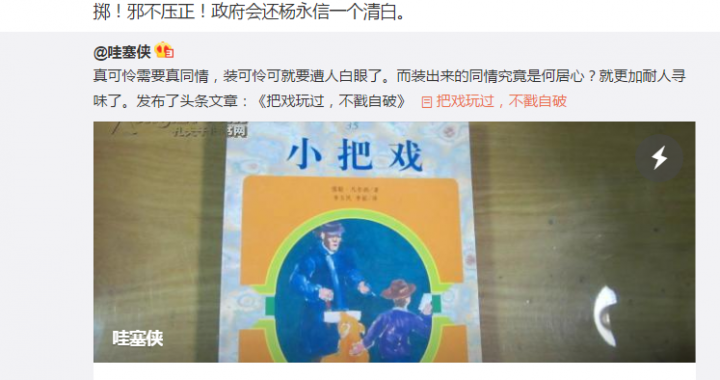 掷！邪不压正！政府会还杨永信一个清白。
@哇塞侠
真可怜需要真同情，装可怜可就要遭人白眼了。而装出来的同情究竟是何居心？就更加耐人寻
味了。发布了头条文章：《把戏玩过，不戳自破》 把戏玩过，不戳自破
35
小把戏
哇塞侠